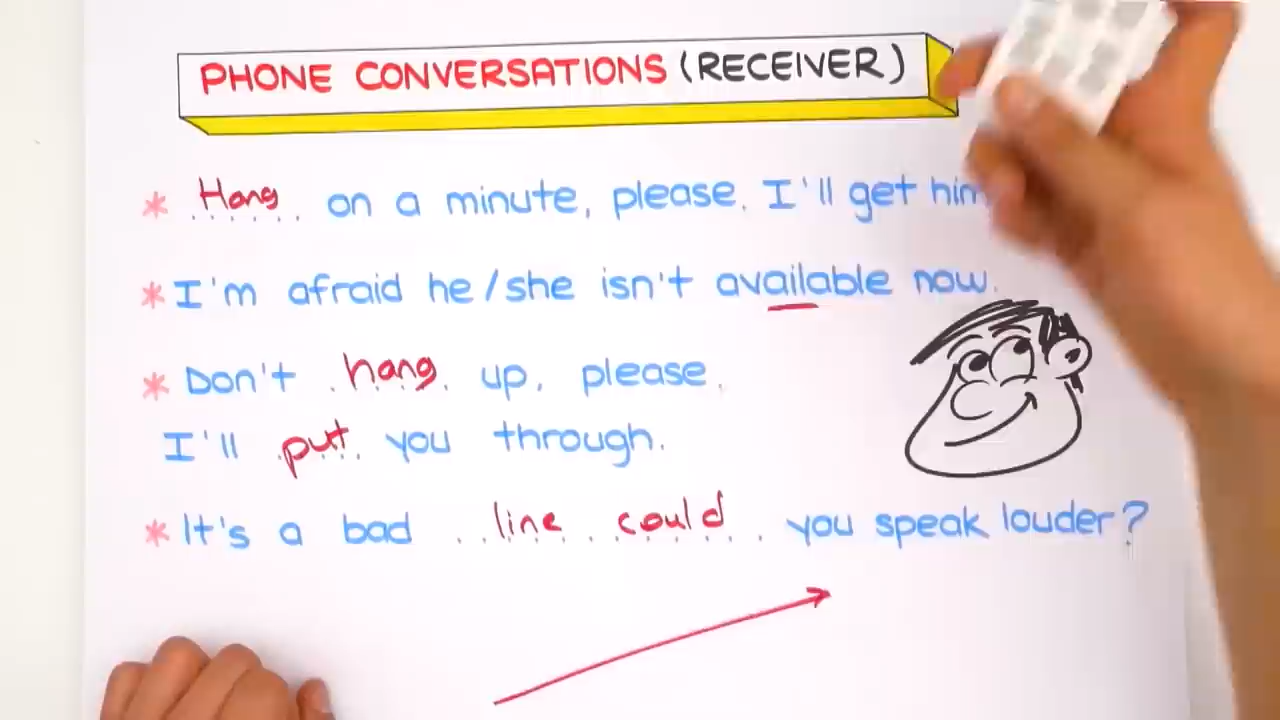 PHONE CONVERSATIONS (RECEIVER)
* Hang on a minute, please. I'll get him
* I'm afraid he/she isn't available now.
* Don't hang up, please.
I'll put you through.
* It's a bad line could you speak louder?